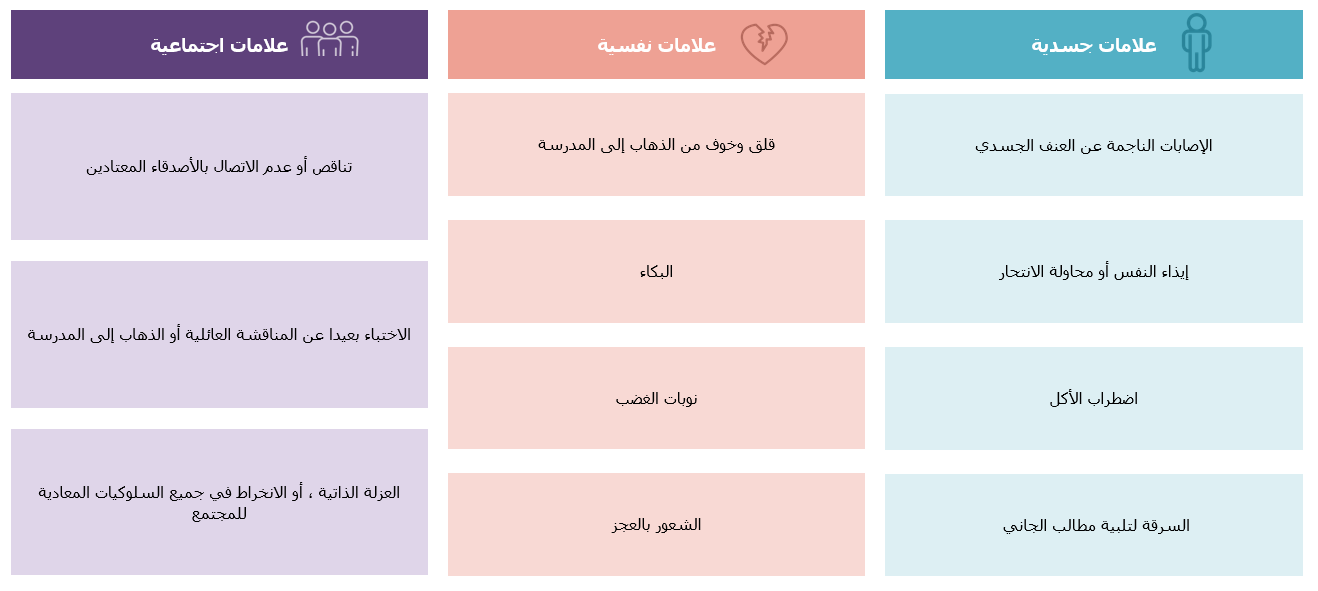 علامات جسدية
الإصابات الناجمة عن العنف الجسدي
إيذاء النفس أو محاولة الانتحار
اضطراب الأكل
السرقة لتلبية مطالب الجاني
علامات نفسية
قلق وخوف من الذهاب إلى المدرسة
البكاء
نوبات الغضب
الشعور بالعجز
علامات اجتماعية
تناقص أو عدم الاتصال بالأصدقاء المعتادين
الاختباء بعيدا عن المناقشة العائلية أو الذهاب إلى المدرسة
العزلة الذاتية ، أو الانخراط في جميع السلوكيات المعادية
للمجتمع